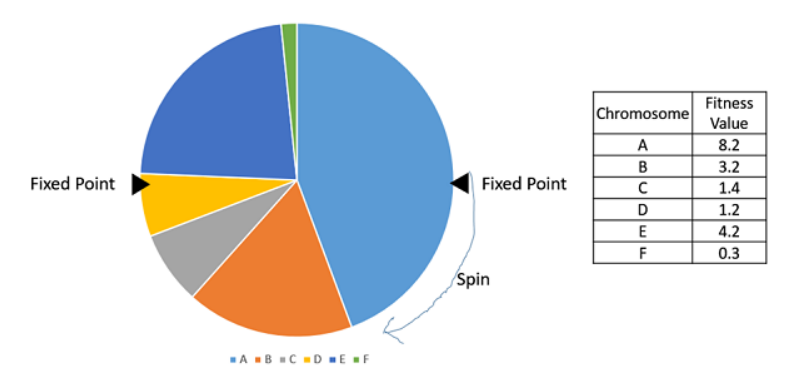 Fixed Point
Fixed Point
Spin
A B C D E F
Chromosome Fitness Value
A 8.2
B 3.2
C 1.4
D 1.2
E 4.2
F 0.3